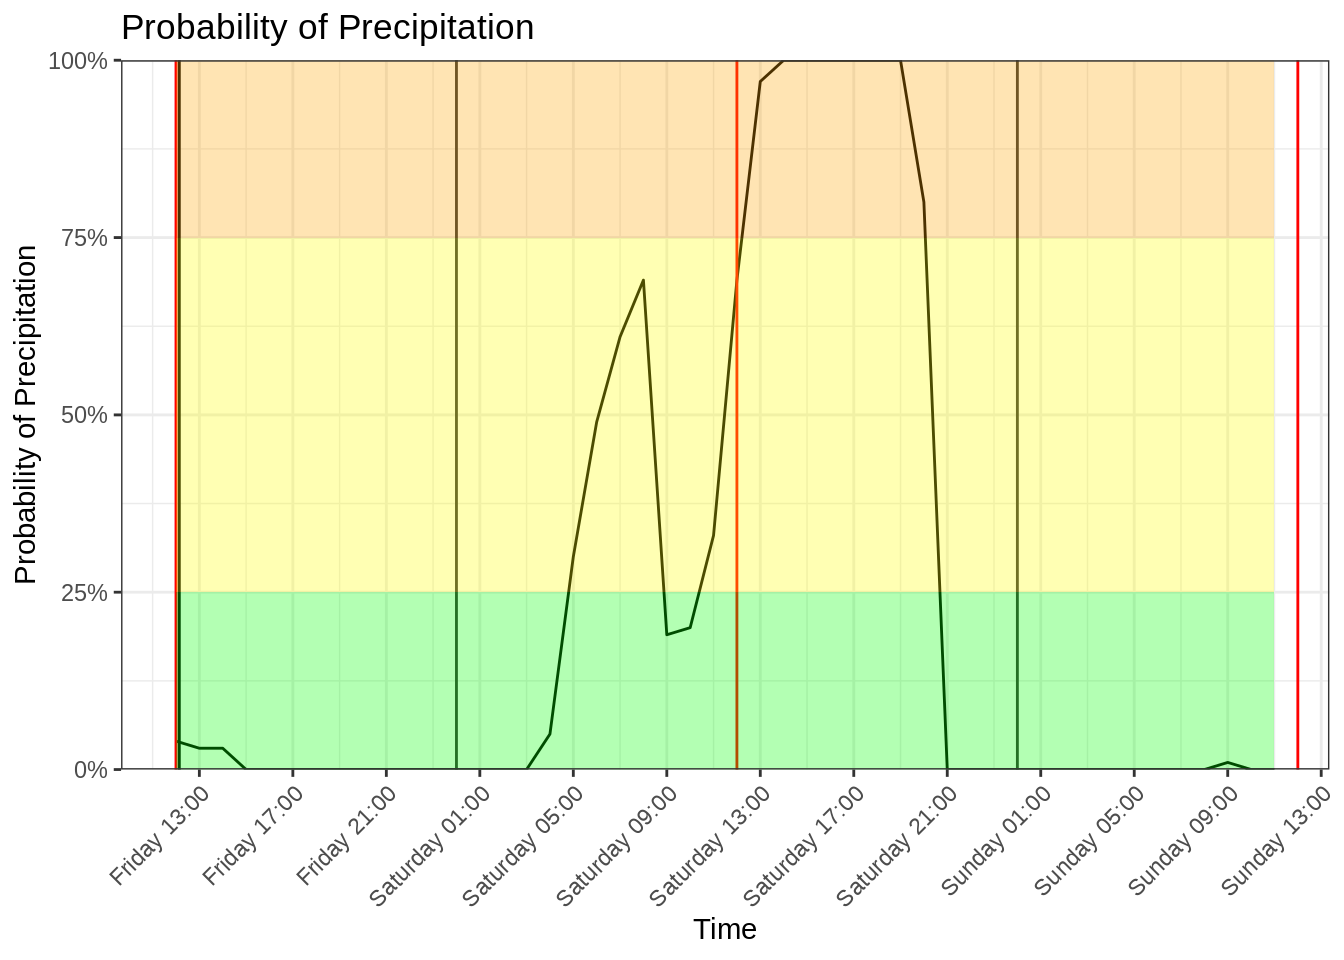 Probability of Precipitation
Probability of Precipitation
100%
75%
50%
25%
0%
Friday 13:00
Friday 17:00
Friday 21:00
Saturday 01:00
Saturday 05:00
Saturday 09:00
Saturday 13:00
Saturday 17:00
Saturday 21:00
Sunday 01:00
Sunday 05:00
Sunday 09:00
Sunday 13:00
Time